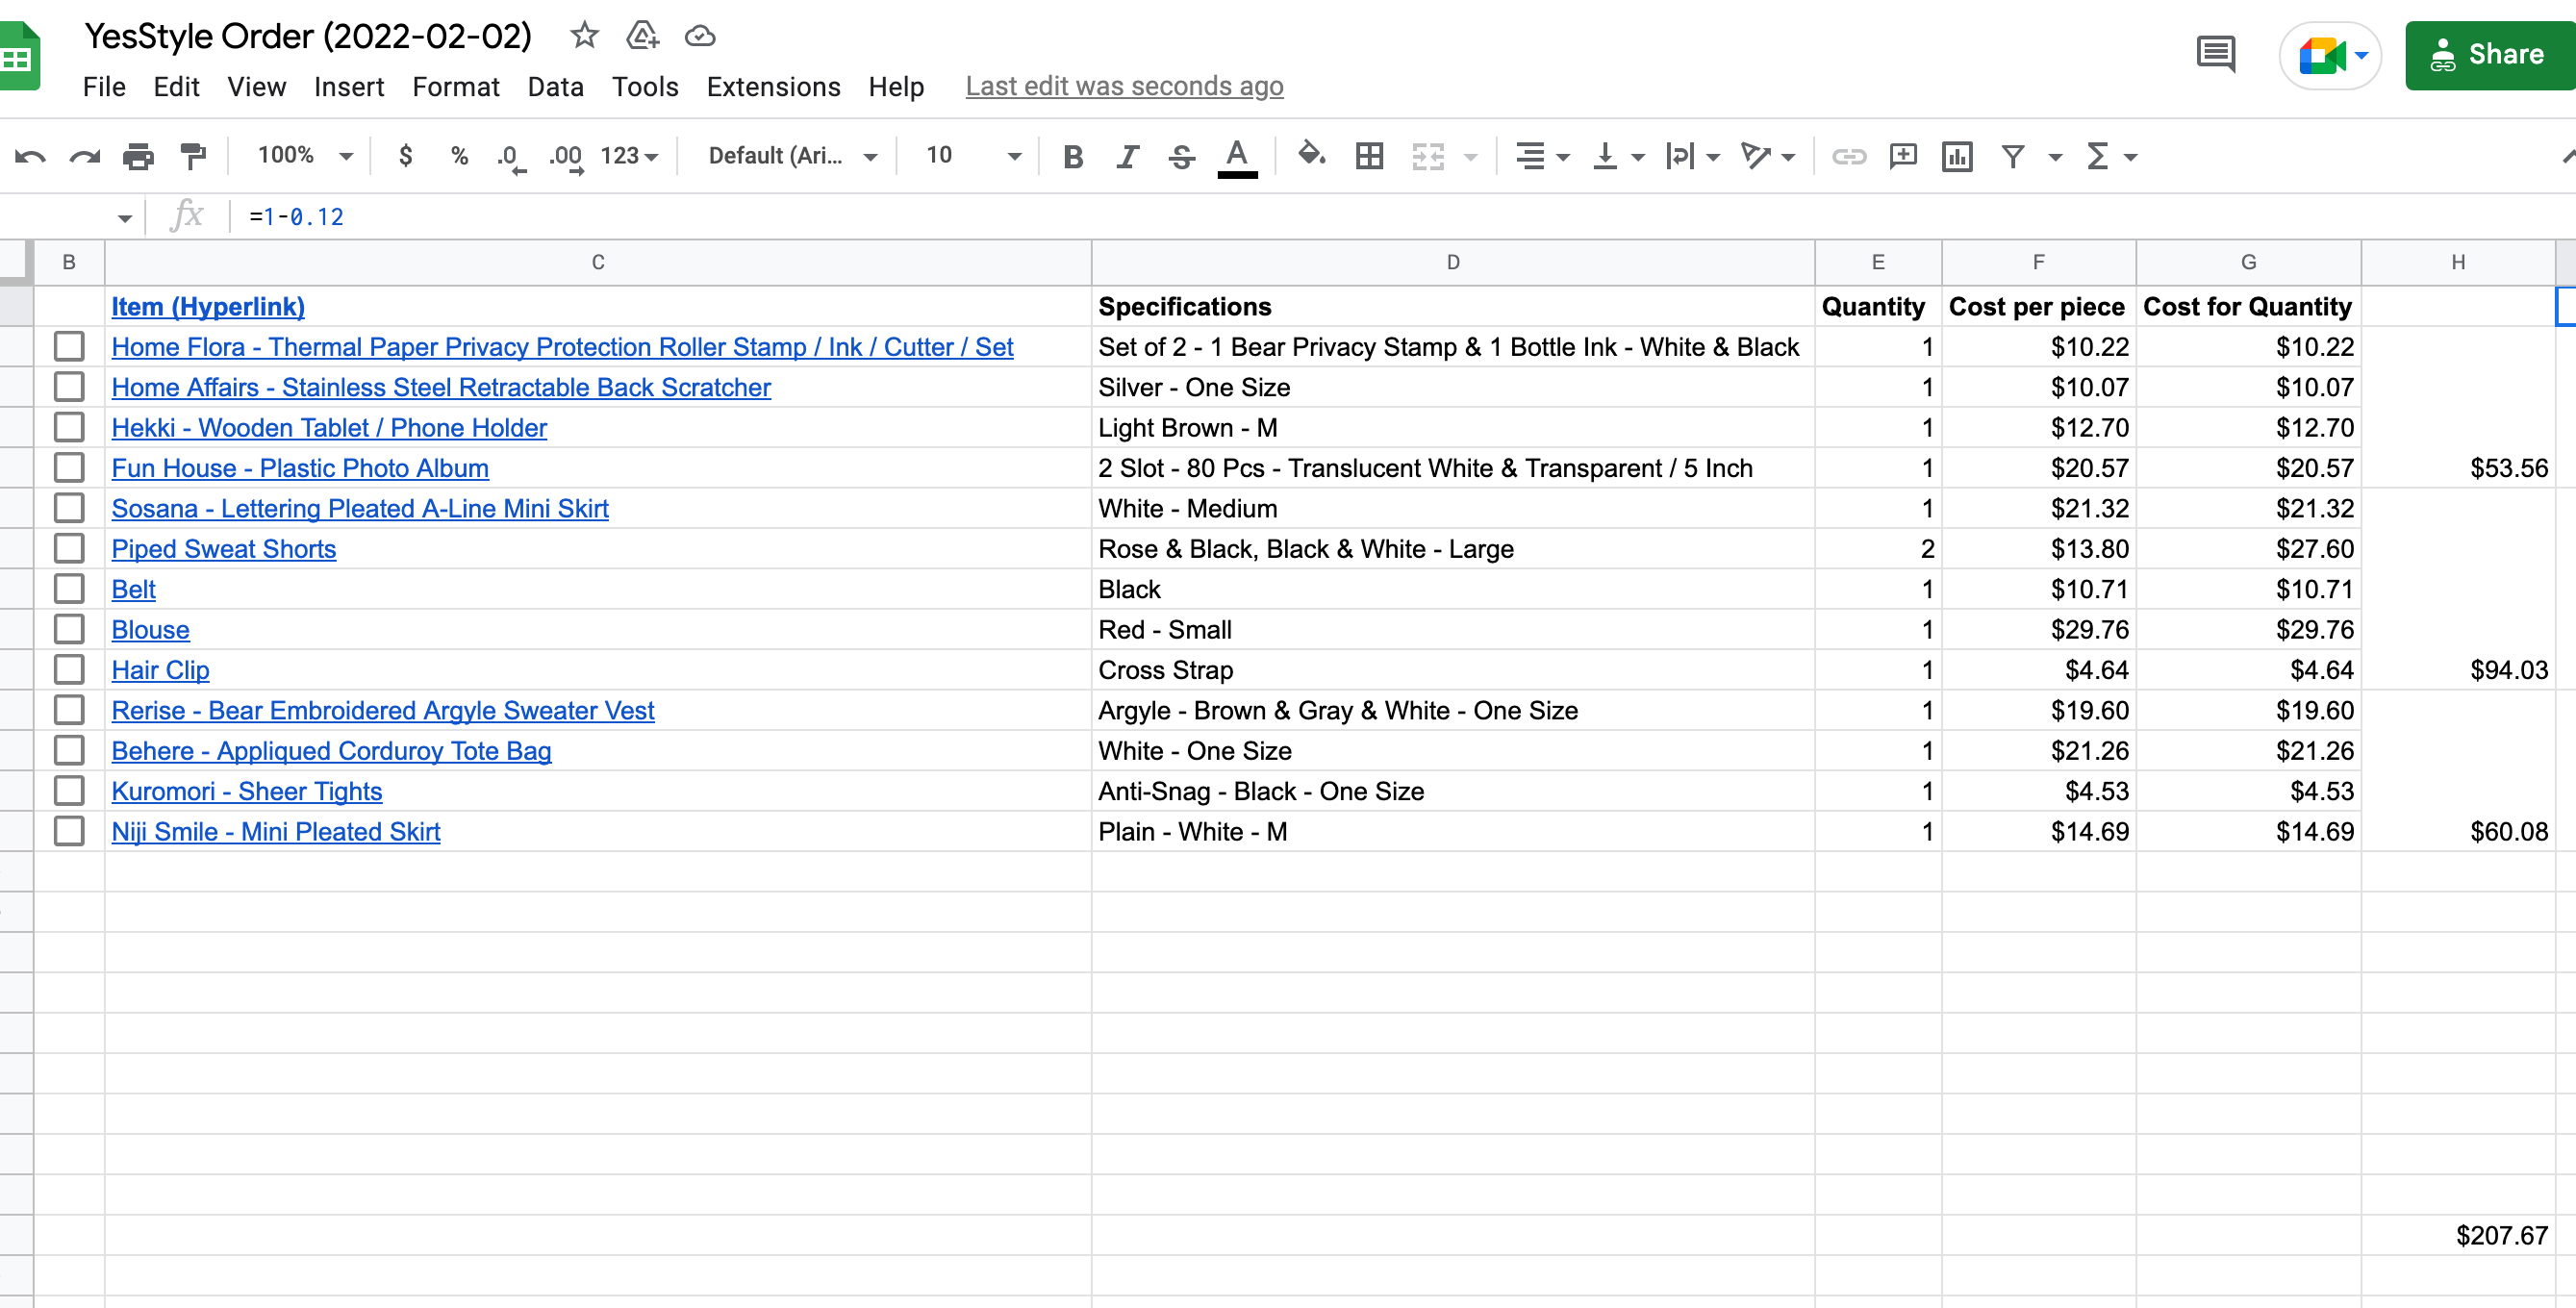 YesStyle Order (2022-02-02)
File Edit View Insert Format Data Tools Extensions Help Last edit was seconds ago
Share
100% $ % .0 .00 123 Default (Ari... 10 B I S A
fx =1-0.12
B C D E F G H
Item (Hyperlink) Specifications Quantity Cost per piece Cost for Quantity
Home Flora - Thermal Paper Privacy Protection Roller Stamp / Ink / Cutter / Set Set of 2 - 1 Bear Privacy Stamp & 1 Bottle Ink - White & Black 1 $10.22 $10.22
Home Affairs - Stainless Steel Retractable Back Scratcher Silver - One Size 1 $10.07 $10.07
Hekki - Wooden Tablet / Phone Holder Light Brown - M 1 $12.70 $12.70
Fun House - Plastic Photo Album 2 Slot - 80 Pcs - Translucent White & Transparent / 5 Inch 1 $20.57 $20.57 $53.56
Sosana - Lettering Pleated A-Line Mini Skirt White - Medium 1 $21.32 $21.32
Piped Sweat Shorts Rose & Black, Black & White - Large 2 $13.80 $27.60
Belt Black 1 $10.71 $10.71
Blouse Red - Small 1 $29.76 $29.76
Hair Clip Cross Strap 1 $4.64 $4.64 $94.03
Rerise - Bear Embroidered Argyle Sweater Vest Argyle - Brown & Gray & White - One Size 1 $19.60 $19.60
Behere - Appliqued Corduroy Tote Bag White - One Size 1 $21.26 $21.26
Kuromori - Sheer Tights Anti-Snag - Black - One Size 1 $4.53 $4.53
Niji Smile - Mini Pleated Skirt Plain - White - M 1 $14.69 $14.69 $60.08
$207.67